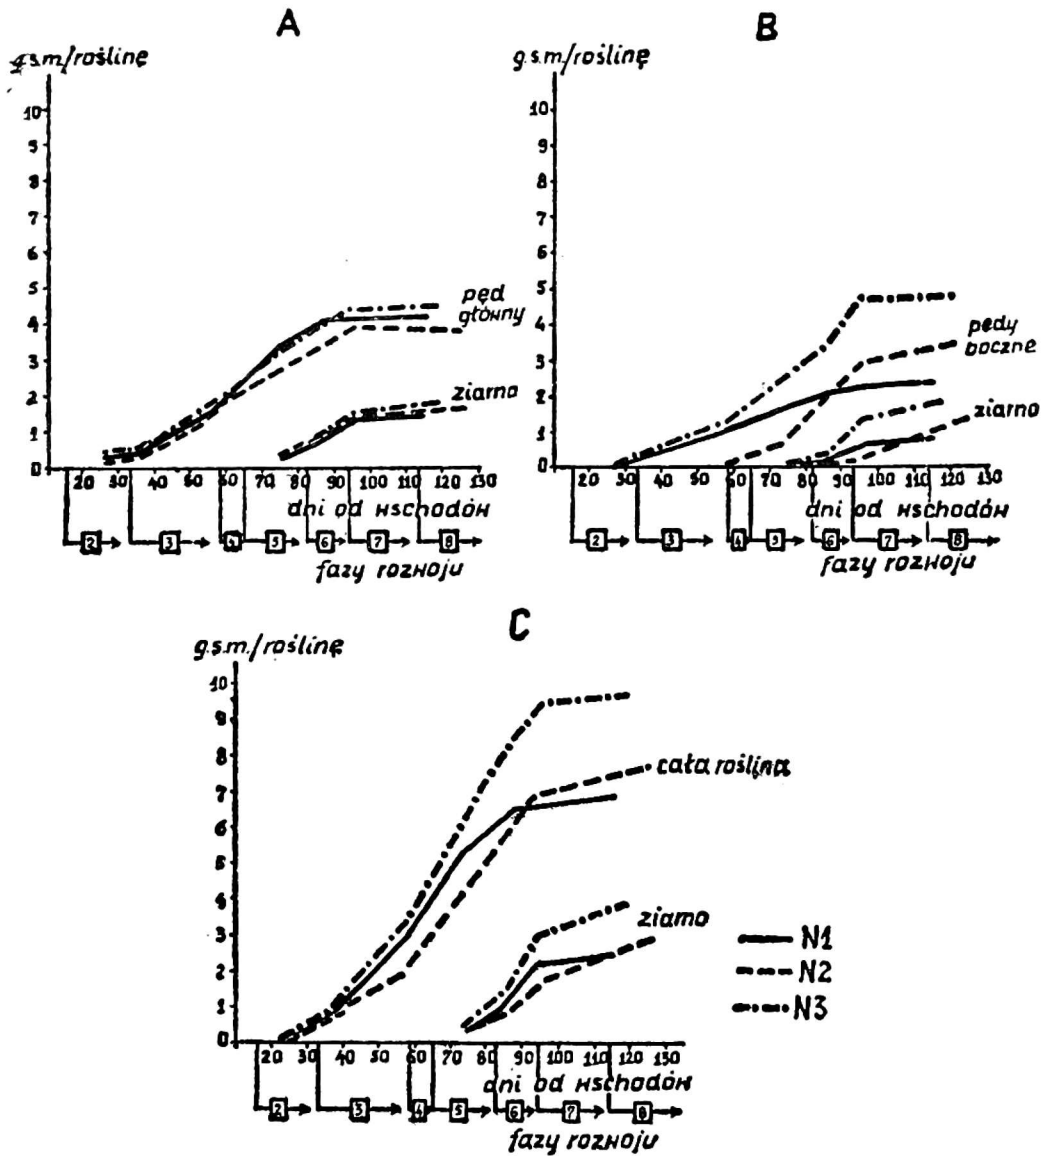 A
g.s.m/roślinę
10
9
8
7
6
5
4
3
2
1
0
pęd
główny
ziarno
20 30 40 50 60 70 80 90 100 110 120 130
dni od wschodów
2 3 4 5 6 7 8
fazy rozwoju
B
g.s.m/roślinę
10
9
8
7
6
5
4
3
2
1
0
pędy
boczne
ziarno
20 30 40 50 60 70 80 90 100 110 120 130
dni od wschodów
2 3 4 5 6 7 8
fazy rozwoju
C
g.s.m./roślinę
10
9
8
7
6
5
4
3
2
1
0
cała roślina
ziarno
20 30 40 50 60 70 80 90 100 110 120 130
dni od wschodów
2 3 4 5 6 7 8
fazy rozwoju
N1
N2
N3